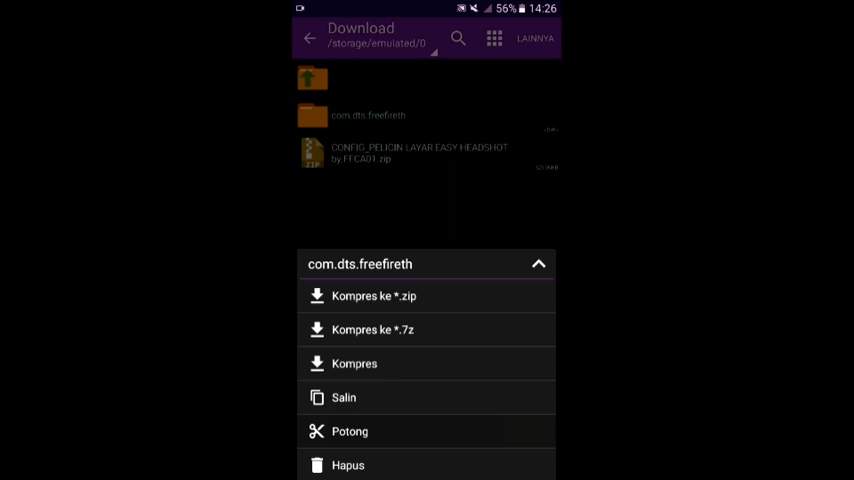 56% 14:26
Download
/storage/emulated/0
LAINNYA
com.dts.freefireth
CONFIG_PELICIN LAYAR EASY HEADSHOT
by.FFCA01.zip
ZIP
com.dts.freefireth
Kompres ke *.zip
Kompres ke *.7z
Kompres
Salin
Potong
Hapus